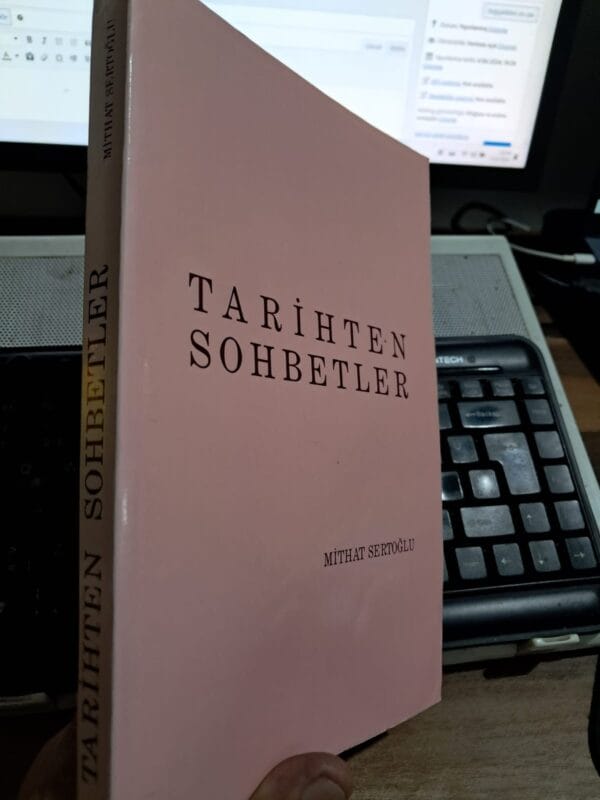 TARİHTEN
SOHBETLER
MİTHAT SERTOĞLU
TARİHTEN SOHBETLER
MİTHAT SERTOĞLU